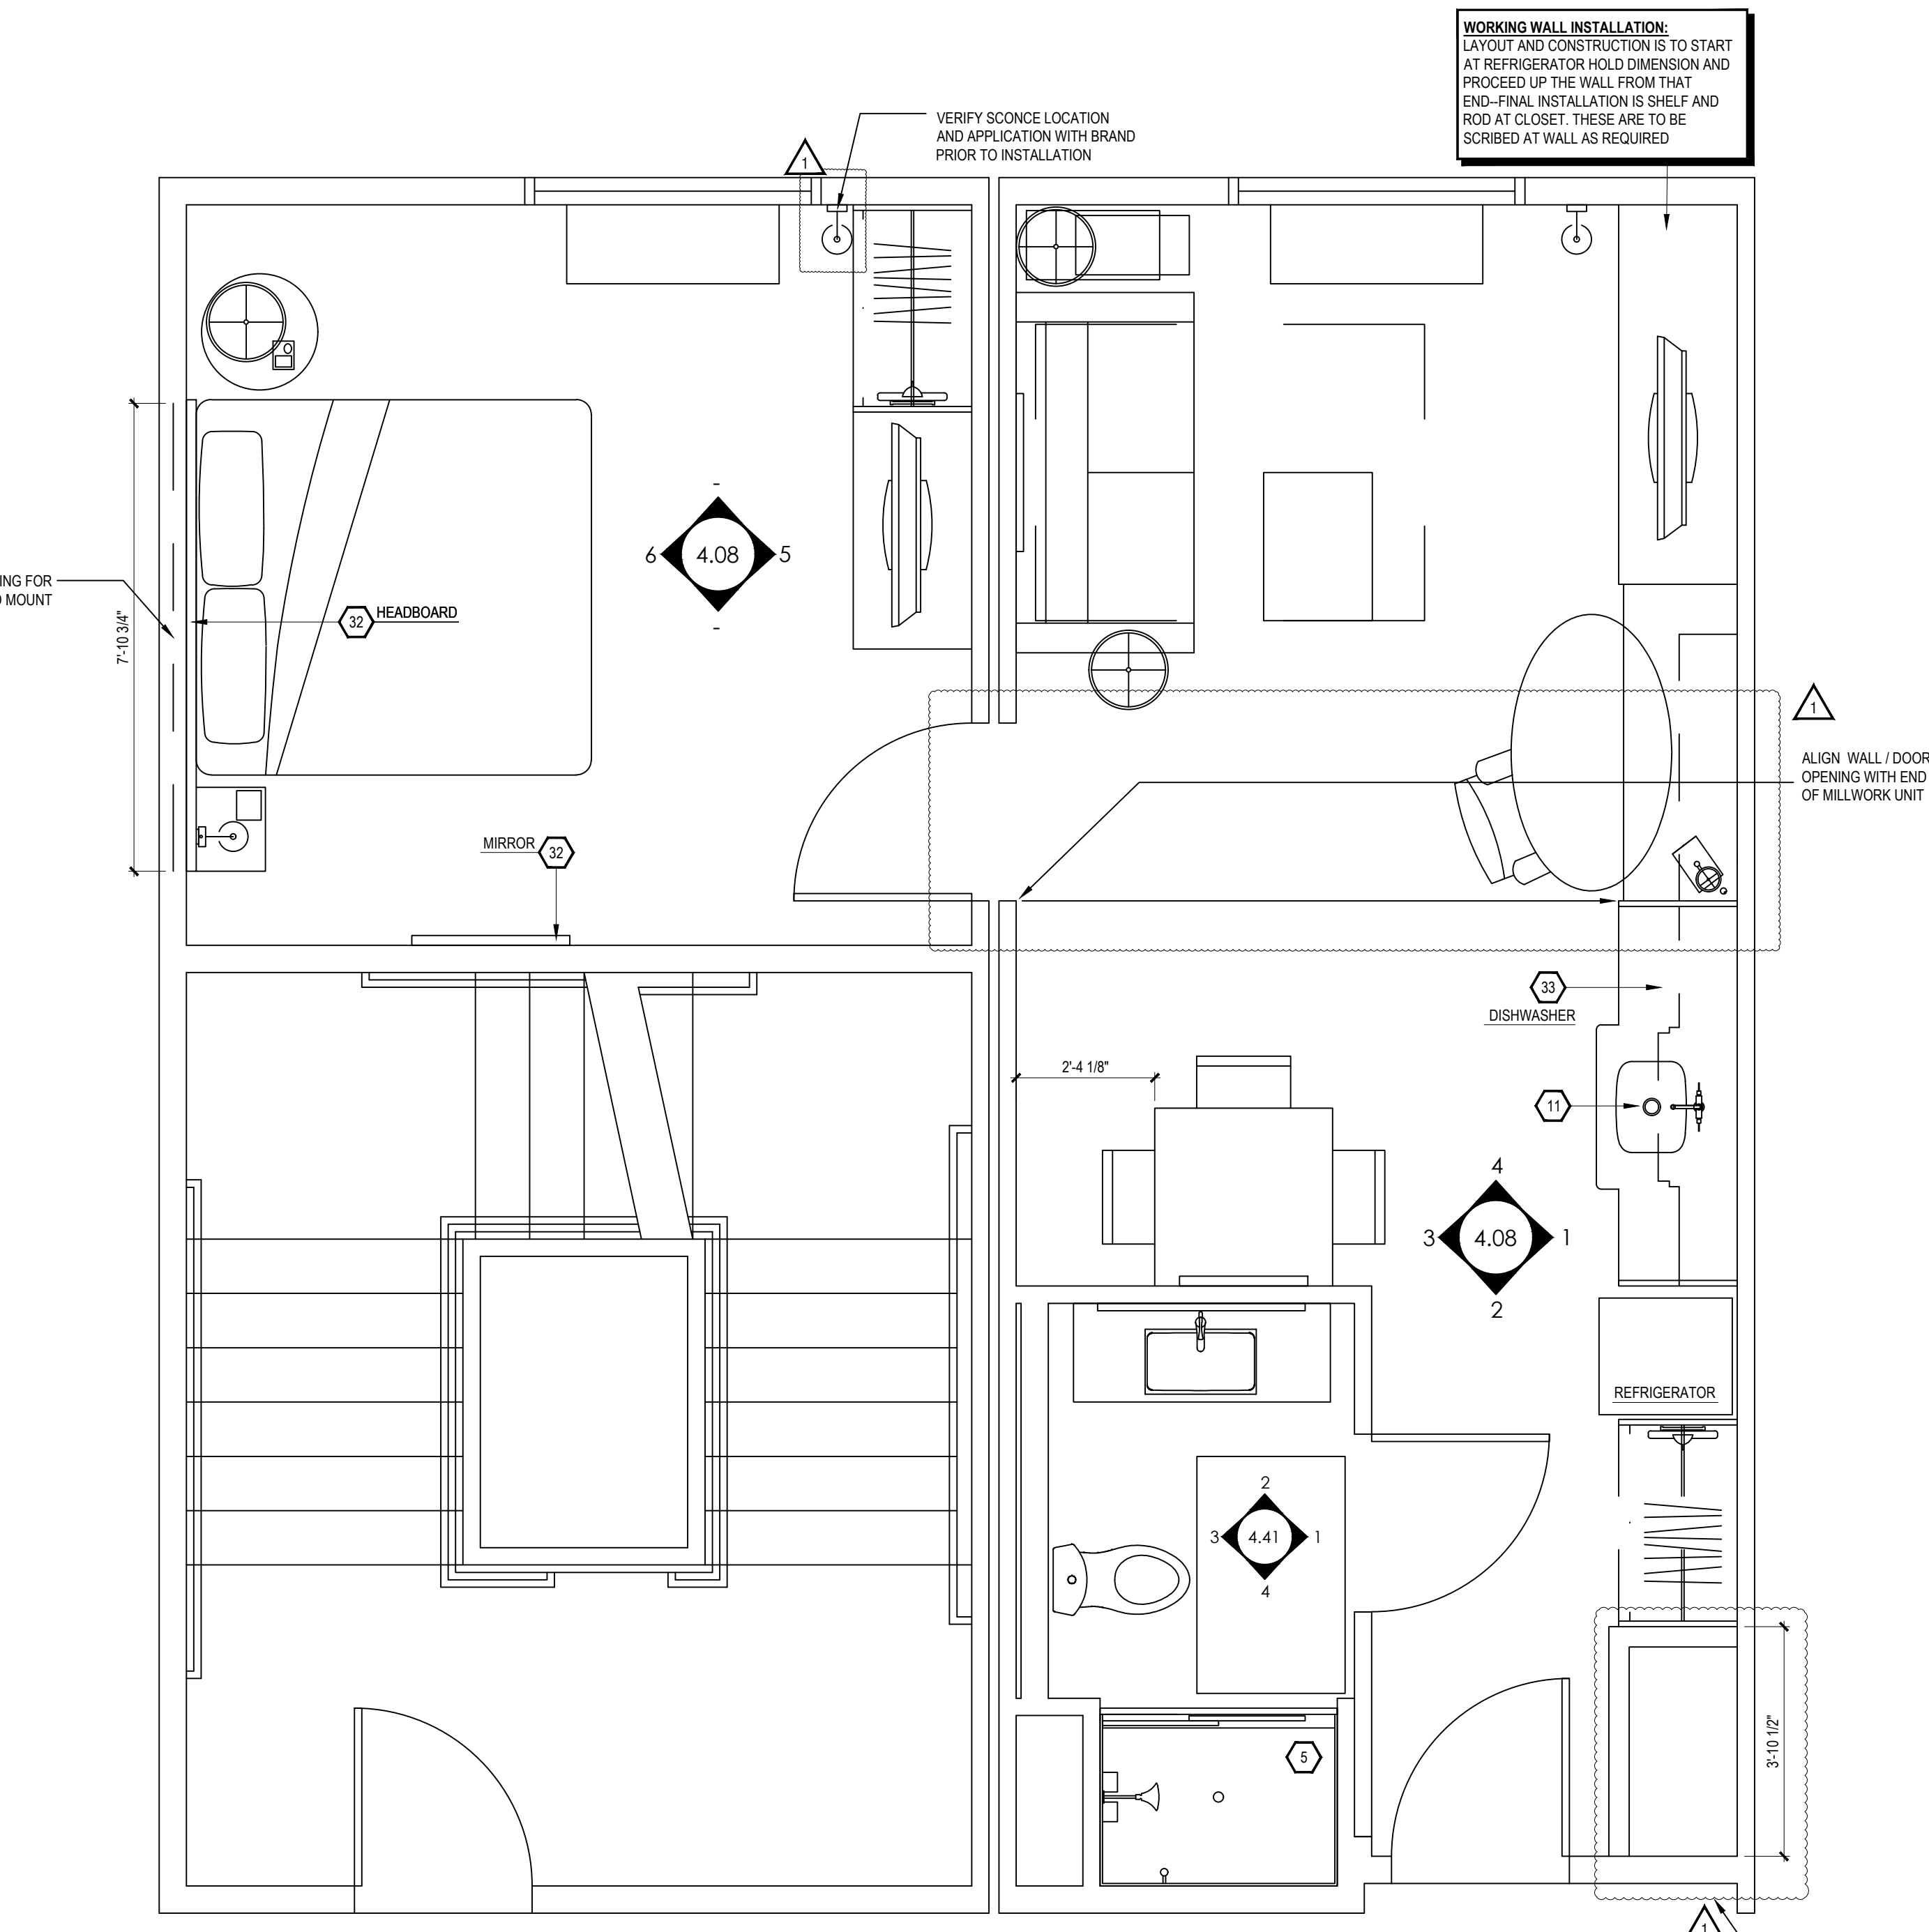 WORKING WALL INSTALLATION:
LAYOUT AND CONSTRUCTION IS TO START
AT REFRIGERATOR HOLD DIMENSION AND
PROCEED UP THE WALL FROM THAT
END--FINAL INSTALLATION IS SHELF AND
ROD AT CLOSET. THESE ARE TO BE
SCRIBED AT WALL AS REQUIRED
VERIFY SCONCE LOCATION
AND APPLICATION WITH BRAND
PRIOR TO INSTALLATION
1
-
6 4.08 5
-
ING FOR
MOUNT
7'-10 3/4"
32 HEADBOARD
1
ALIGN WALL / DOOR
OPENING WITH END
OF MILLWORK UNIT
MIRROR 32
33
DISHWASHER
2'-4 1/8"
11
4
3 4.08 1
2
REFRIGERATOR
2
3 4.41 1
4
5
3'-10 1/2"
1